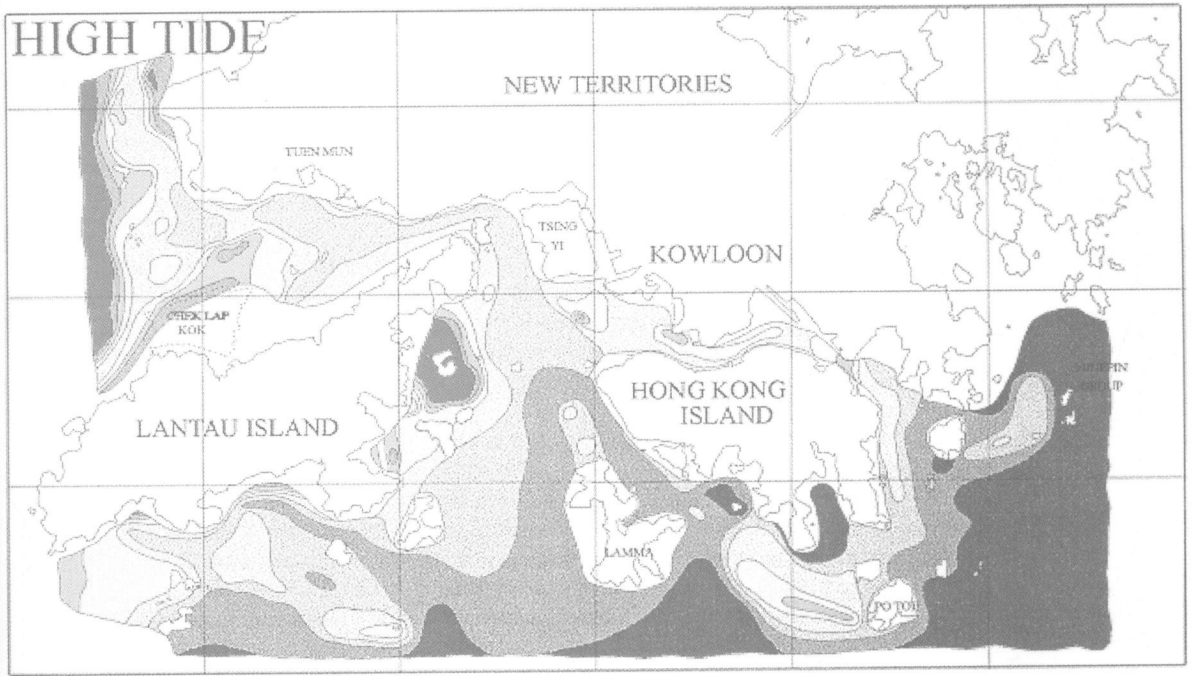 HIGH TIDE
NEW TERRITORIES
TUEN MUN
TSING
YI
KOWLOON
CHEK LAP
KOK
HONG KONG
ISLAND
LANTAU ISLAND
LAMMA
PO TOI